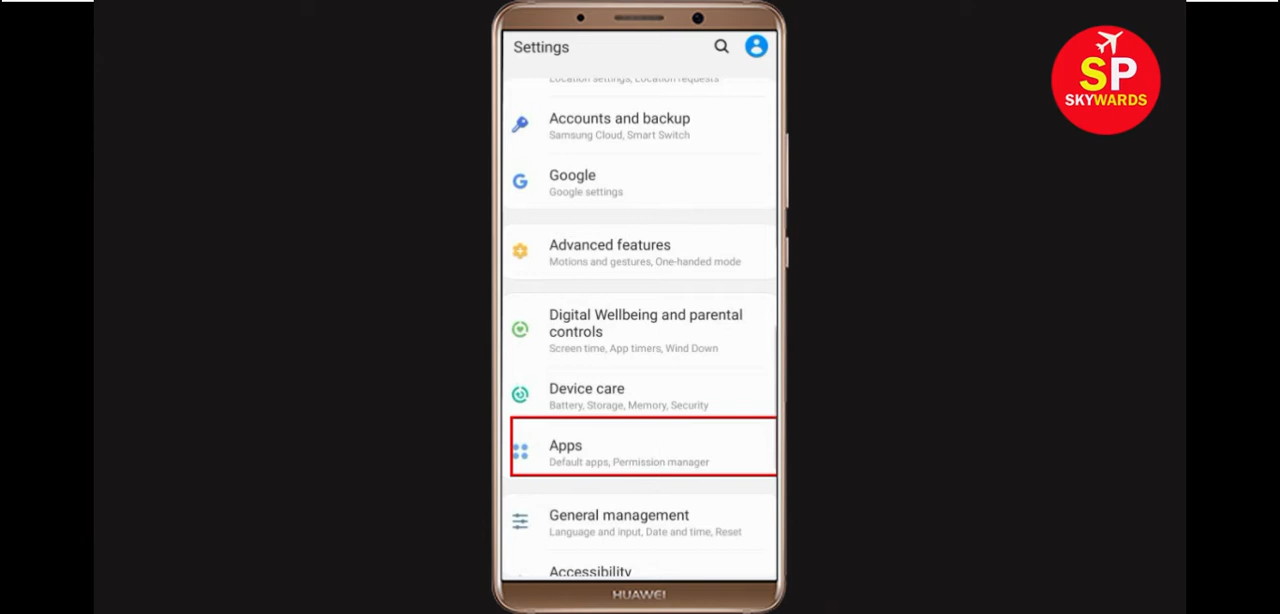 Settings
Location settings, Location requests
Accounts and backup
Samsung Cloud, Smart Switch
Google
Google settings
Advanced features
Motions and gestures, One-handed mode
Digital Wellbeing and parental
controls
Screen time, App timers, Wind Down
Device care
Battery, Storage, Memory, Security
Apps
Default apps, Permission manager
General management
Language and input, Date and time, Reset
Accessibility
HUAWEI
SP
SKYWARDS